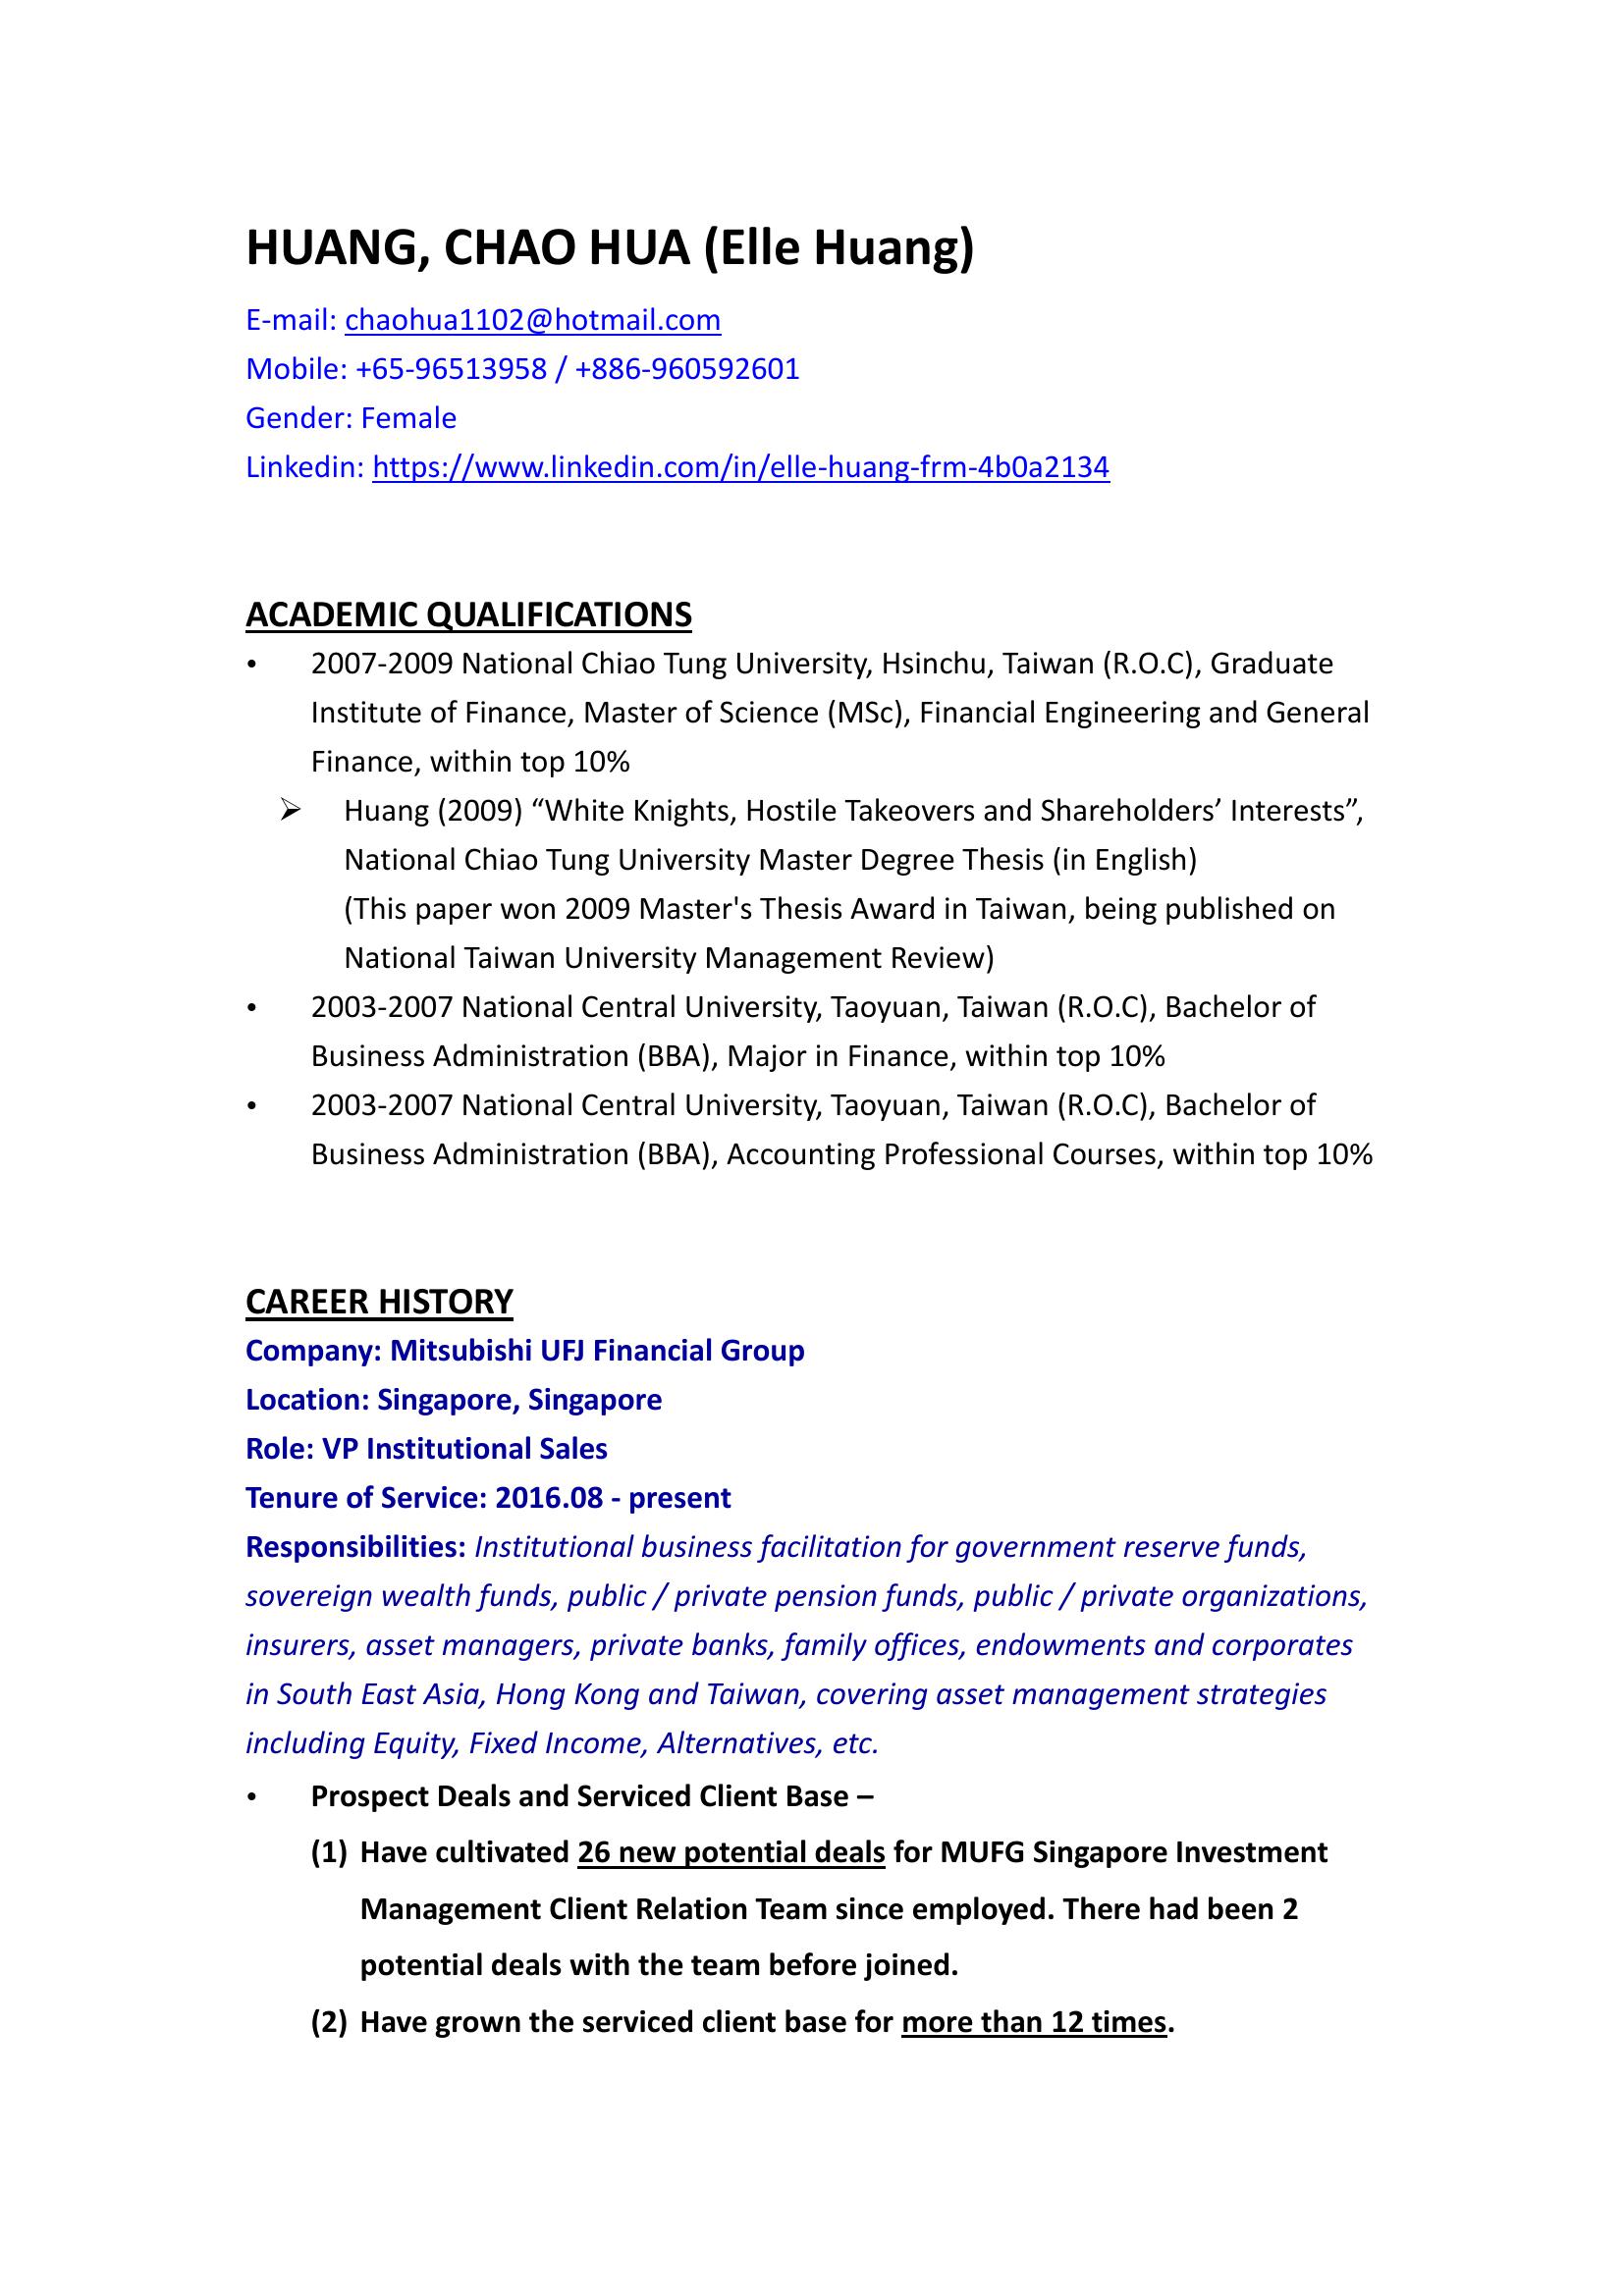 HUANG, CHAO HUA (Elle Huang)
E-mail: chaohua1102@hotmail.com
Mobile: +65-96513958 / +886-960592601
Gender: Female
Linkedin: https://www.linkedin.com/in/elle-huang-frm-4b0a2134
ACADEMIC QUALIFICATIONS
• 2007-2009 National Chiao Tung University, Hsinchu, Taiwan (R.O.C), Graduate
Institute of Finance, Master of Science (MSc), Financial Engineering and General
Finance, within top 10%
➢ Huang (2009) “White Knights, Hostile Takeovers and Shareholders’ Interests”,
National Chiao Tung University Master Degree Thesis (in English)
(This paper won 2009 Master's Thesis Award in Taiwan, being published on
National Taiwan University Management Review)
• 2003-2007 National Central University, Taoyuan, Taiwan (R.O.C), Bachelor of
Business Administration (BBA), Major in Finance, within top 10%
• 2003-2007 National Central University, Taoyuan, Taiwan (R.O.C), Bachelor of
Business Administration (BBA), Accounting Professional Courses, within top 10%
CAREER HISTORY
Company: Mitsubishi UFJ Financial Group
Location: Singapore, Singapore
Role: VP Institutional Sales
Tenure of Service: 2016.08 - present
Responsibilities: Institutional business facilitation for government reserve funds,
sovereign wealth funds, public / private pension funds, public / private organizations,
insurers, asset managers, private banks, family offices, endowments and corporates
in South East Asia, Hong Kong and Taiwan, covering asset management strategies
including Equity, Fixed Income, Alternatives, etc.
• Prospect Deals and Serviced Client Base –
(1) Have cultivated 26 new potential deals for MUFG Singapore Investment
Management Client Relation Team since employed. There had been 2
potential deals with the team before joined.
(2) Have grown the serviced client base for more than 12 times.